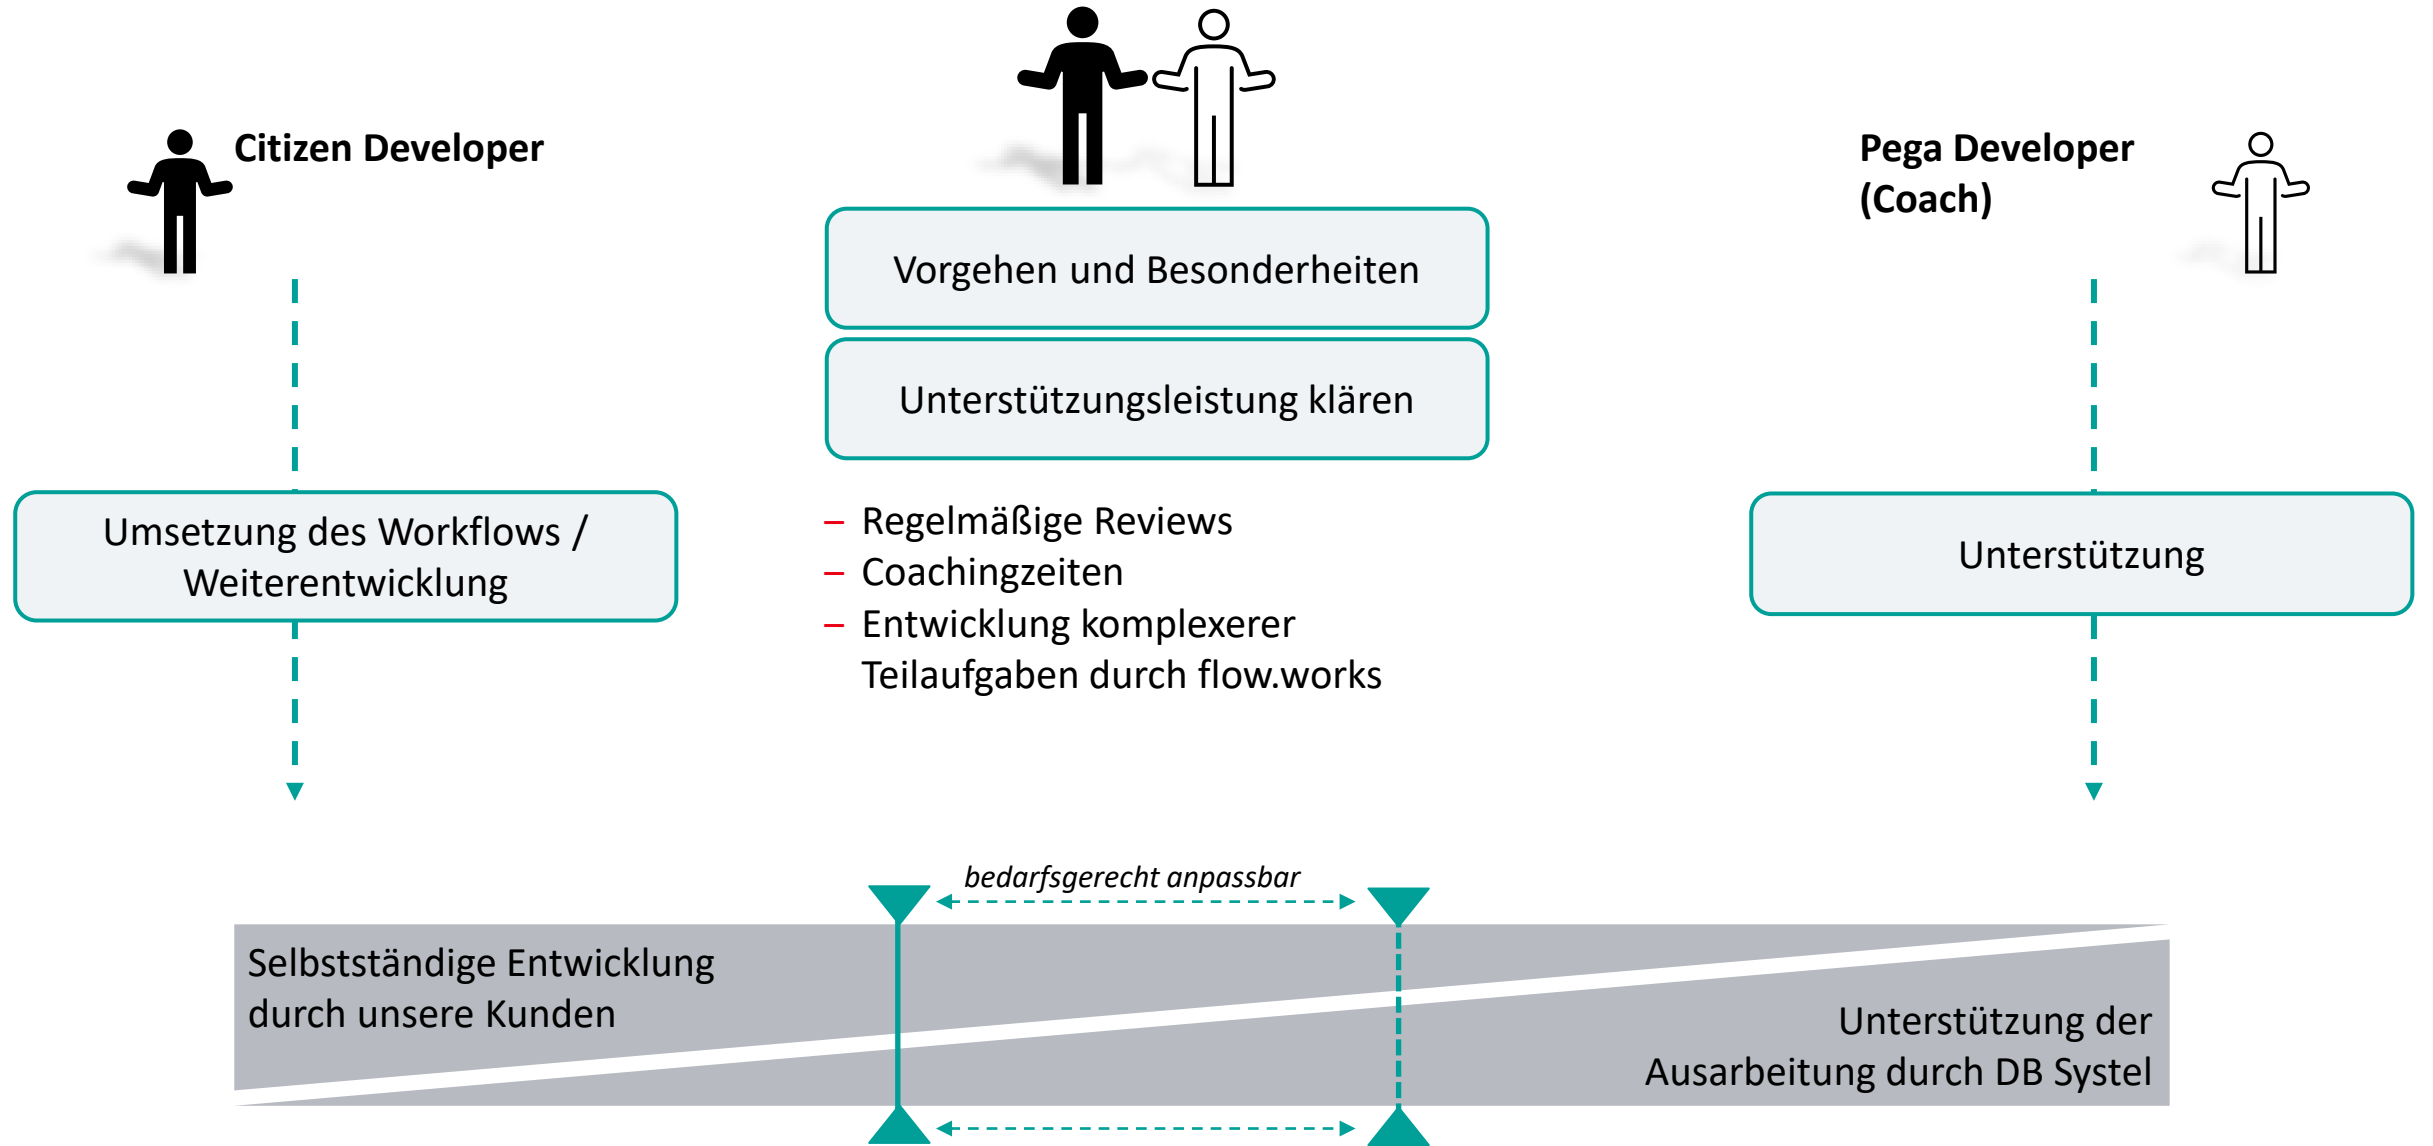 Citizen Developer
Pega Developer
(Coach)
Vorgehen und Besonderheiten
Unterstützungsleistung klären
Umsetzung des Workflows /
Weiterentwicklung
– Regelmäßige Reviews
– Coachingzeiten
– Entwicklung komplexerer
Teilaufgaben durch flow.works
Unterstützung
bedarfsgerecht anpassbar
Selbstständige Entwicklung
durch unsere Kunden
Unterstützung der
Ausarbeitung durch DB Systel